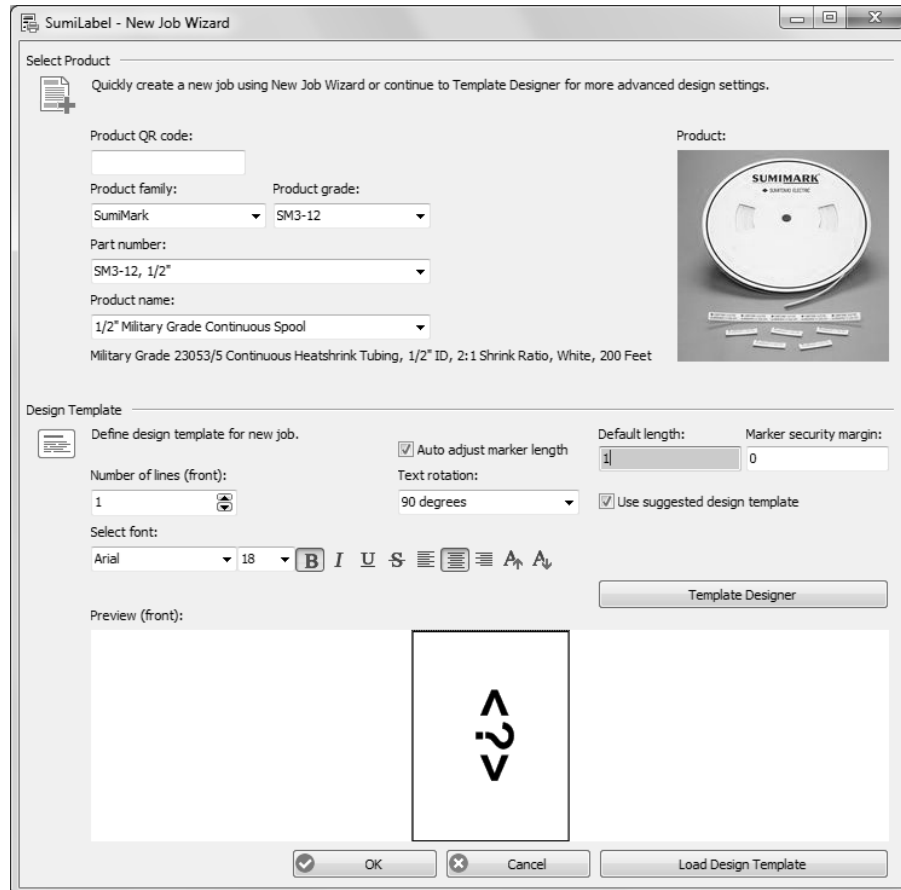 SumiLabel - New Job Wizard
Select Product
Quickly create a new job using New Job Wizard or continue to Template Designer for more advanced design settings.
Product QR code:
Product:
Product family:
Product grade:
SumiMark
SM3-12
Part number:
SM3-12, 1/2"
Product name:
1/2" Military Grade Continuous Spool
Military Grade 23053/5 Continuous Heatshrink Tubing, 1/2" ID, 2:1 Shrink Ratio, White, 200 Feet
SUMIMARK
SUMITOMO ELECTRIC
Design Template
Define design template for new job.
Auto adjust marker length
Default length:
Marker security margin:
1
0
Number of lines (front):
Text rotation:
1
90 degrees
Use suggested design template
Select font:
Arial
18
B I U S
A A
Template Designer
Preview (front):
<?>
OK
Cancel
Load Design Template